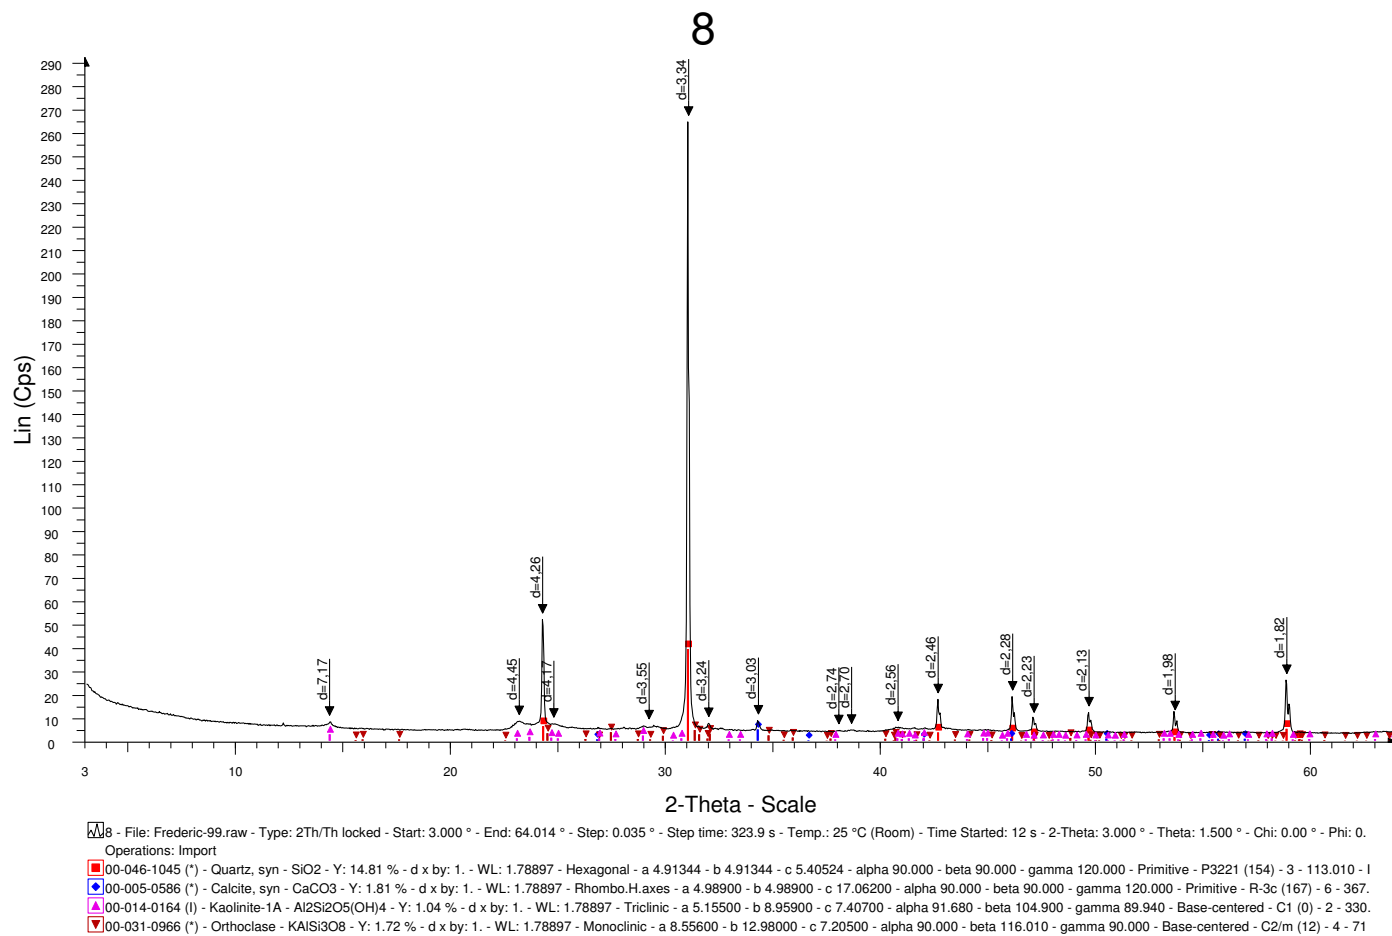 8
290
280
270
260
250
240
230
220
210
200
190
180
170
160
150
140
130
120
110
100
90
80
70
60
50
40
30
20
10
0
Lin (Cps)
d=7,17
d=4,45
d=4,26
d=4,17
d=3,55
d=3,34
d=3,24
d=3,03
d=2,74
d=2,70
d=2,56
d=2,46
d=2,28
d=2,23
d=2,13
d=1,98
d=1,82
3 10 20 30 40 50 60
2-Theta - Scale
8 - File: Frederic-99.raw - Type: 2Th/Th locked - Start: 3.000 ° - End: 64.014 ° - Step: 0.035 ° - Step time: 323.9 s - Temp.: 25 °C (Room) - Time Started: 12 s - 2-Theta: 3.000 ° - Theta: 1.500 ° - Chi: 0.00 ° - Phi: 0.
Operations: Import
00-046-1045 (*) - Quartz, syn - SiO2 - Y: 14.81 % - d x by: 1. - WL: 1.78897 - Hexagonal - a 4.91344 - b 4.91344 - c 5.40524 - alpha 90.000 - beta 90.000 - gamma 120.000 - Primitive - P3221 (154) - 3 - 113.010 - I
00-005-0586 (*) - Calcite, syn - CaCO3 - Y: 1.81 % - d x by: 1. - WL: 1.78897 - Rhombo.H.axes - a 4.98900 - b 4.98900 - c 17.06200 - alpha 90.000 - beta 90.000 - gamma 120.000 - Primitive - R-3c (167) - 6 - 367.
00-014-0164 (I) - Kaolinite-1A - Al2Si2O5(OH)4 - Y: 1.04 % - d x by: 1. - WL: 1.78897 - Triclinic - a 5.15500 - b 8.95900 - c 7.40700 - alpha 91.680 - beta 104.900 - gamma 89.940 - Base-centered - C1 (0) - 2 - 330.
00-031-0966 (*) - Orthoclase - KAlSi3O8 - Y: 1.72 % - d x by: 1. - WL: 1.78897 - Monoclinic - a 8.55600 - b 12.98000 - c 7.20500 - alpha 90.000 - beta 116.010 - gamma 90.000 - Base-centered - C2/m (12) - 4 - 71